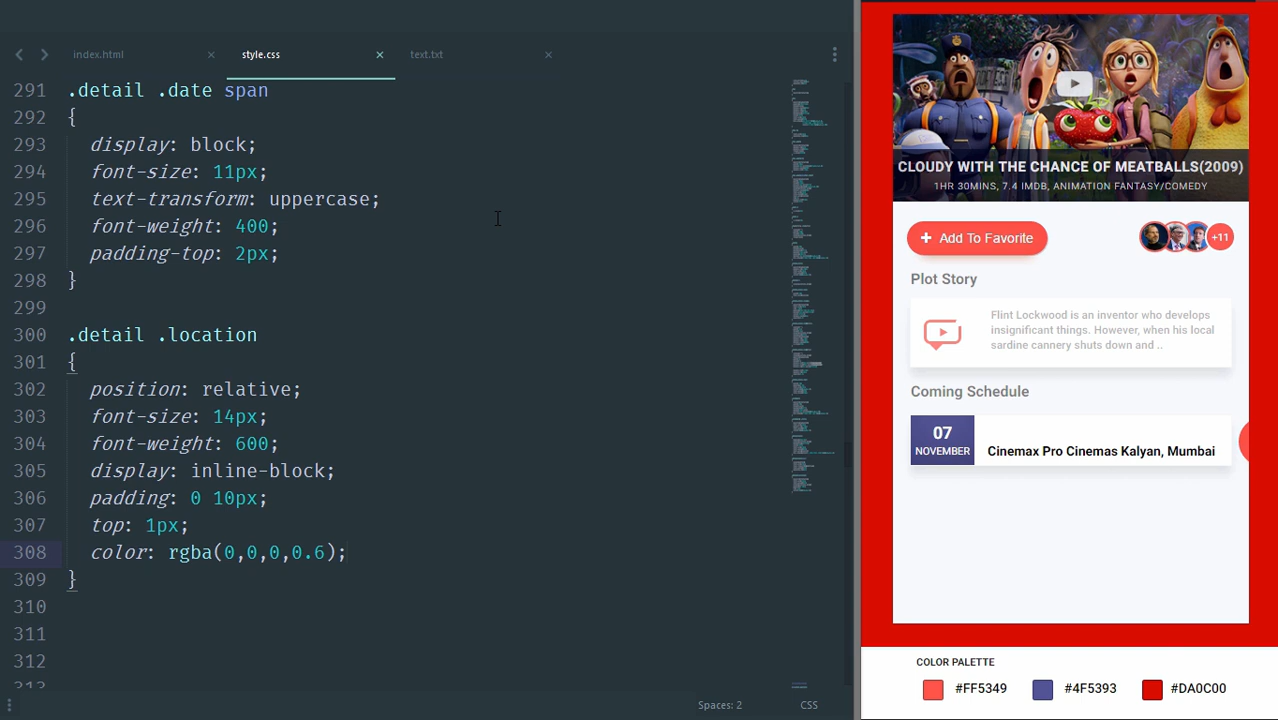 index.html
style.css
text.txt
291 .detail .date span
292 {
293 display: block;
294 font-size: 11px;
295 text-transform: uppercase;
296 font-weight: 400;
297 padding-top: 2px;
298 }
299
300 .detail .location
301 {
302 position: relative;
303 font-size: 14px;
304 font-weight: 600;
305 display: inline-block;
306 padding: 0 10px;
307 top: 1px;
308 color: rgba(0,0,0,0.6);
309 }
310
311
312
313
Spaces: 2
CSS
CLOUDY WITH THE CHANCE OF MEATBALLS(2009)
1HR 30MINS, 7.4 IMDB, ANIMATION FANTASY/COMEDY
+ Add To Favorite
+11
Plot Story
Flint Lockwood is an inventor who develops
insignificant things. However, when his local
sardine cannery shuts down and ..
Coming Schedule
07
NOVEMBER
Cinemax Pro Cinemas Kalyan, Mumbai
COLOR PALETTE
#FF5349
#4F5393
#DA0C00